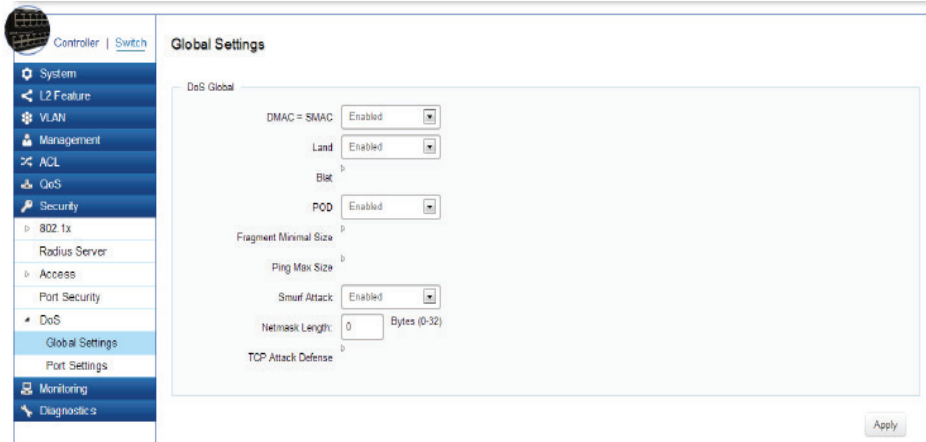 Controller | Switch
Global Settings
System
L2 Feature
VLAN
Management
ACL
QoS
Security
802.1x
Radius Server
Access
Port Security
DoS
Global Settings
Port Settings
Monitoring
Diagnostics
DoS Global
DMAC = SMAC Enabled
Land Enabled
Blat
POD Enabled
Fragment Minimal Size
Ping Max Size
Smurf Attack Enabled
Netmask Length: 0 Bytes (0-32)
TCP Attack Defense
Apply